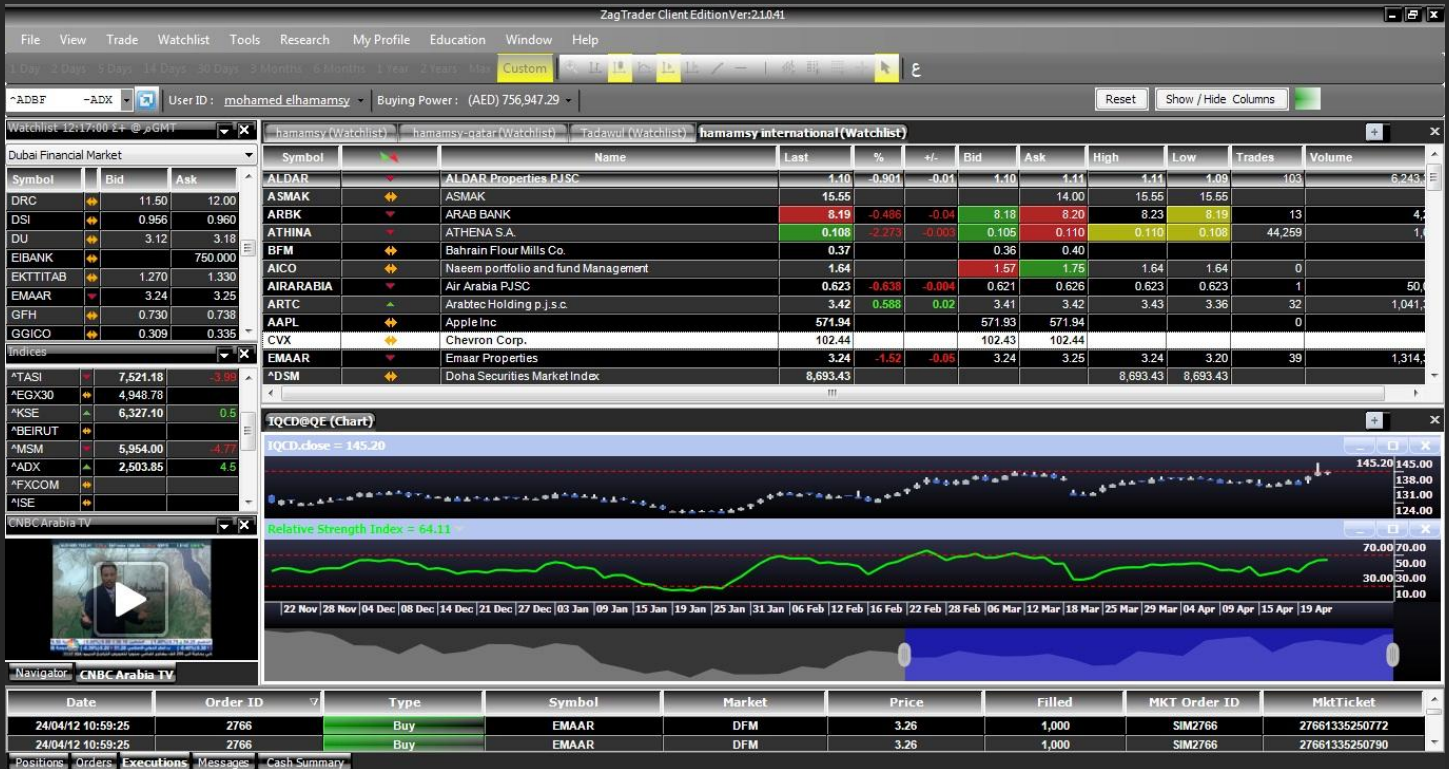 ZagTrader Client Edition Ver:2.1.0.41
File View Trade Watchlist Tools Research My Profile Education Window Help
1 Day 2 Days 5 Days 14 Days 30 Days 3 Months 6 Months 1 Year 2 Years Max Custom ع
^ADBF -ADX User ID : mohamed elhamamsy Buying Power : (AED) 756,947.29 Reset Show / Hide Columns
Watchlist 12:17:00
Dubai Financial Market
Symbol Bid Ask
DRC 11.50 12.00
DSI 0.956 0.960
DU 3.12 3.18
EIBANK 750.000
EKTTITAB 1.270 1.330
EMAAR 3.24 3.25
GFH 0.730 0.738
GGICO 0.309 0.335
Indices
^TASI 7,521.18 -3.99
^EGX30 4,948.78
^KSE 6,327.10 0.5
^BEIRUT
^MSM 5,954.00 -4.77
^ADX 2,503.85 4.5
^FXCOM
^ISE
CNBC Arabia TV
Navigator CNBC Arabia TV
hamamsy (Watchlist) hamamsy-qatar (Watchlist) Tadawul (Watchlist) hamamsy international (Watchlist)
Symbol Name Last % +/- Bid Ask High Low Trades Volume
ALDAR ALDAR Properties PJSC 1.10 -0.901 -0.01 1.10 1.11 1.11 1.09 103 6,243,
ASMAK ASMAK 15.55 14.00 15.55 15.55
ARBK ARAB BANK 8.19 -0.486 -0.04 8.18 8.20 8.23 8.19 13 4,
ATHINA ATHENA S.A. 0.108 -2.273 -0.003 0.105 0.110 0.110 0.108 44,259 1,
BFM Bahrain Flour Mills Co. 0.37 0.36 0.40
AICO Naeem portfolio and fund Management 1.64 1.57 1.75 1.64 1.64 0
AIRARABIA Air Arabia PJSC 0.623 -0.638 -0.004 0.621 0.626 0.623 0.623 1 50,
ARTC Arabtec Holding p.j.s.c. 3.42 0.588 0.02 3.41 3.42 3.43 3.36 32 1,041,
AAPL Apple Inc 571.94 571.93 571.94 0
CVX Chevron Corp. 102.44 102.43 102.44
EMAAR Emaar Properties 3.24 -1.52 -0.05 3.24 3.25 3.24 3.20 39 1,314,
^DSM Doha Securities Market Index 8,693.43 8,693.43 8,693.43
IQCD@QE (Chart)
IQCD.close = 145.20
145.20 145.00
138.00
131.00
124.00
Relative Strength Index = 64.11
70.00 70.00
50.00
30.00 30.00
10.00
22 Nov 28 Nov 04 Dec 08 Dec 14 Dec 21 Dec 27 Dec 03 Jan 09 Jan 15 Jan 19 Jan 25 Jan 31 Jan 06 Feb 12 Feb 16 Feb 22 Feb 28 Feb 06 Mar 12 Mar 18 Mar 25 Mar 29 Mar 04 Apr 09 Apr 15 Apr 19 Apr
Date Order ID Type Symbol Market Price Filled MKT Order ID MktTicket
24/04/12 10:59:25 2766 Buy EMAAR DFM 3.26 1,000 SIM2766 27661335250772
24/04/12 10:59:25 2766 Buy EMAAR DFM 3.26 1,000 SIM2766 27661335250790
Positions Orders Executions Messages Cash Summary